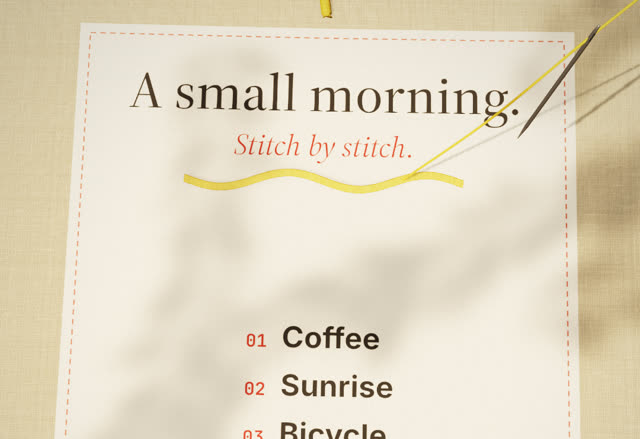 A small morning.
Stitch by stitch.
01 Coffee
02 Sunrise
03 Bicycle